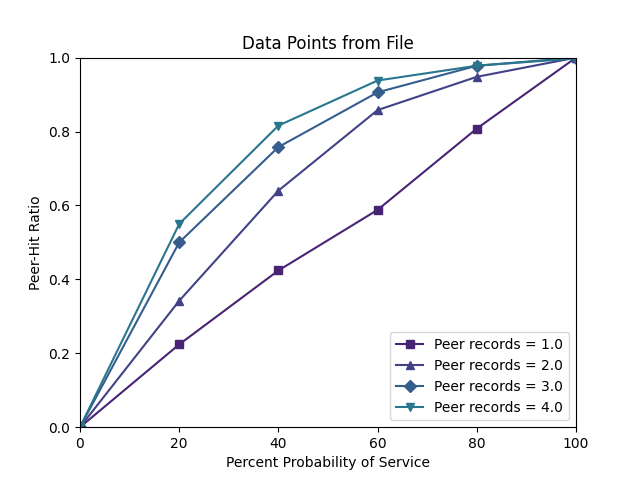 Data Points from File
1.0
0.8
0.6
0.4
0.2
0.0
Peer-Hit Ratio
Peer records = 1.0
Peer records = 2.0
Peer records = 3.0
Peer records = 4.0
0 20 40 60 80 100
Percent Probability of Service